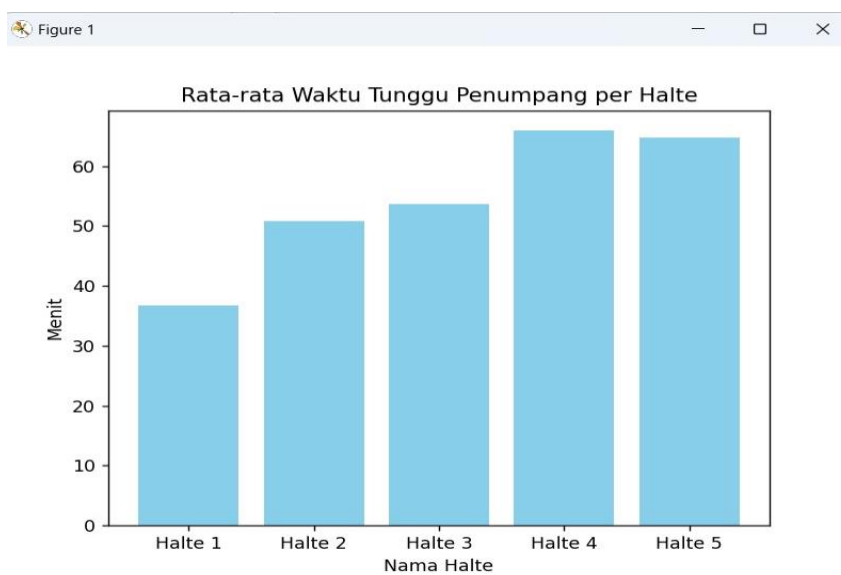 Figure 1
Rata-rata Waktu Tunggu Penumpang per Halte
Menit
60
50
40
30
20
10
0
Halte 1 Halte 2 Halte 3 Halte 4 Halte 5
Nama Halte